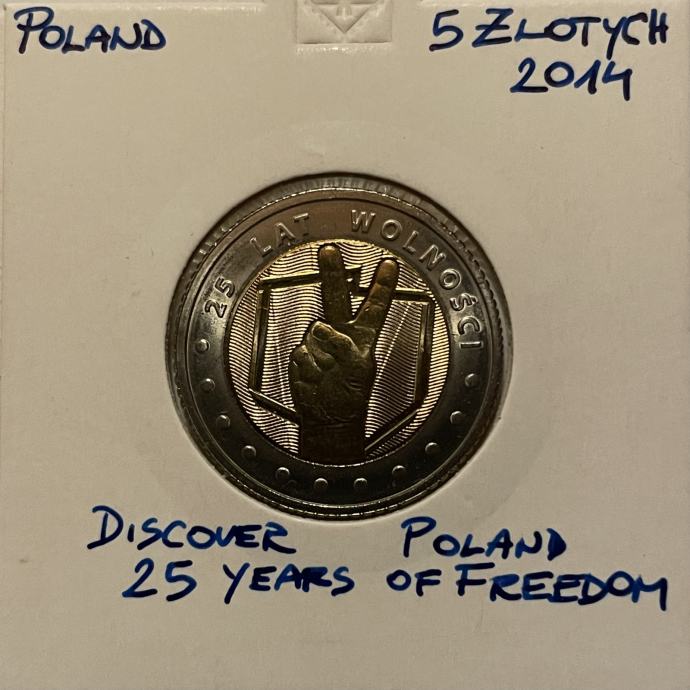 POLAND
5 ZLOTYCH
2014
25 LAT WOLNOŚCI
DISCOVER POLAND
25 YEARS OF FREEDOM